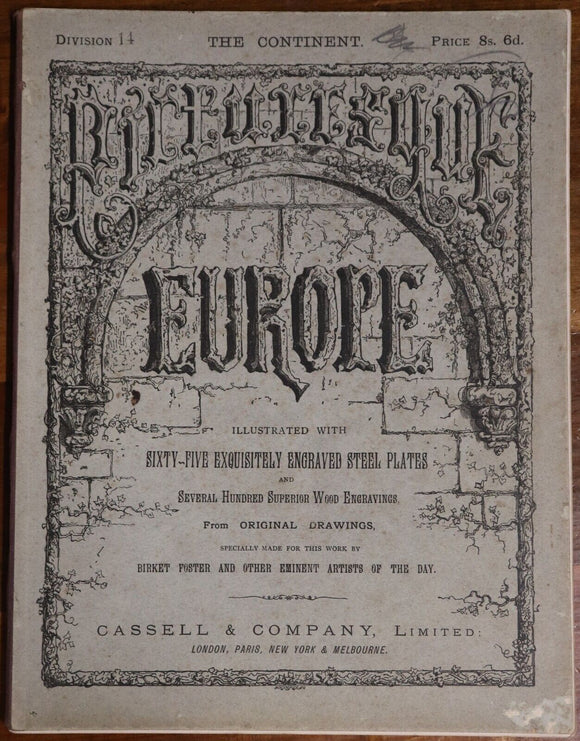 Division 14 THE CONTINENT. Price 8s. 6d.
PICTURESQUE
EUROPE
ILLUSTRATED WITH
SIXTY-FIVE EXQUISITELY ENGRAVED STEEL PLATES
AND
SEVERAL HUNDRED SUPERIOR WOOD ENGRAVINGS,
From ORIGINAL DRAWINGS,
SPECIALLY MADE FOR THIS WORK BY
BIRKET FOSTER AND OTHER EMINENT ARTISTS OF THE DAY.
CASSELL & COMPANY, LIMITED:
LONDON, PARIS, NEW YORK & MELBOURNE.